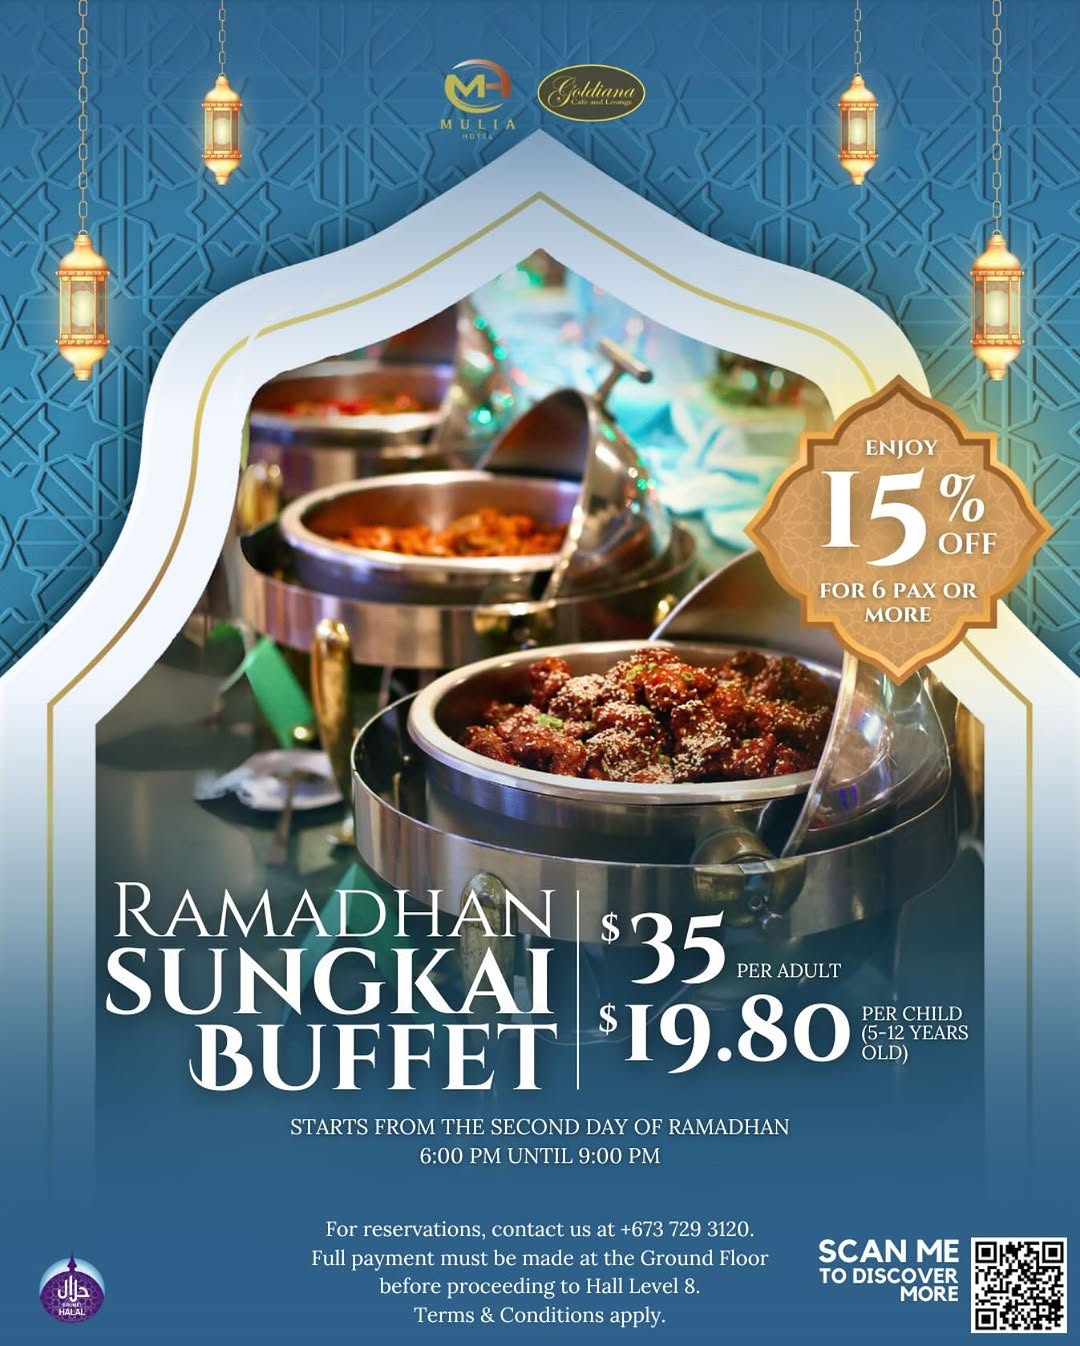 MULIA
HOTEL
Goldiana
Cafe and Lounge
ENJOY
15% OFF
FOR 6 PAX OR
MORE
RAMADHAN
SUNGKAI
BUFFET
$35 PER ADULT
$19.80 PER CHILD
(5-12 YEARS
OLD)
STARTS FROM THE SECOND DAY OF RAMADHAN
6:00 PM UNTIL 9:00 PM
For reservations, contact us at +673 729 3120.
Full payment must be made at the Ground Floor
before proceeding to Hall Level 8.
Terms & Conditions apply.
حلال
BRUNEI
HALAL
SCAN ME
TO DISCOVER
MORE